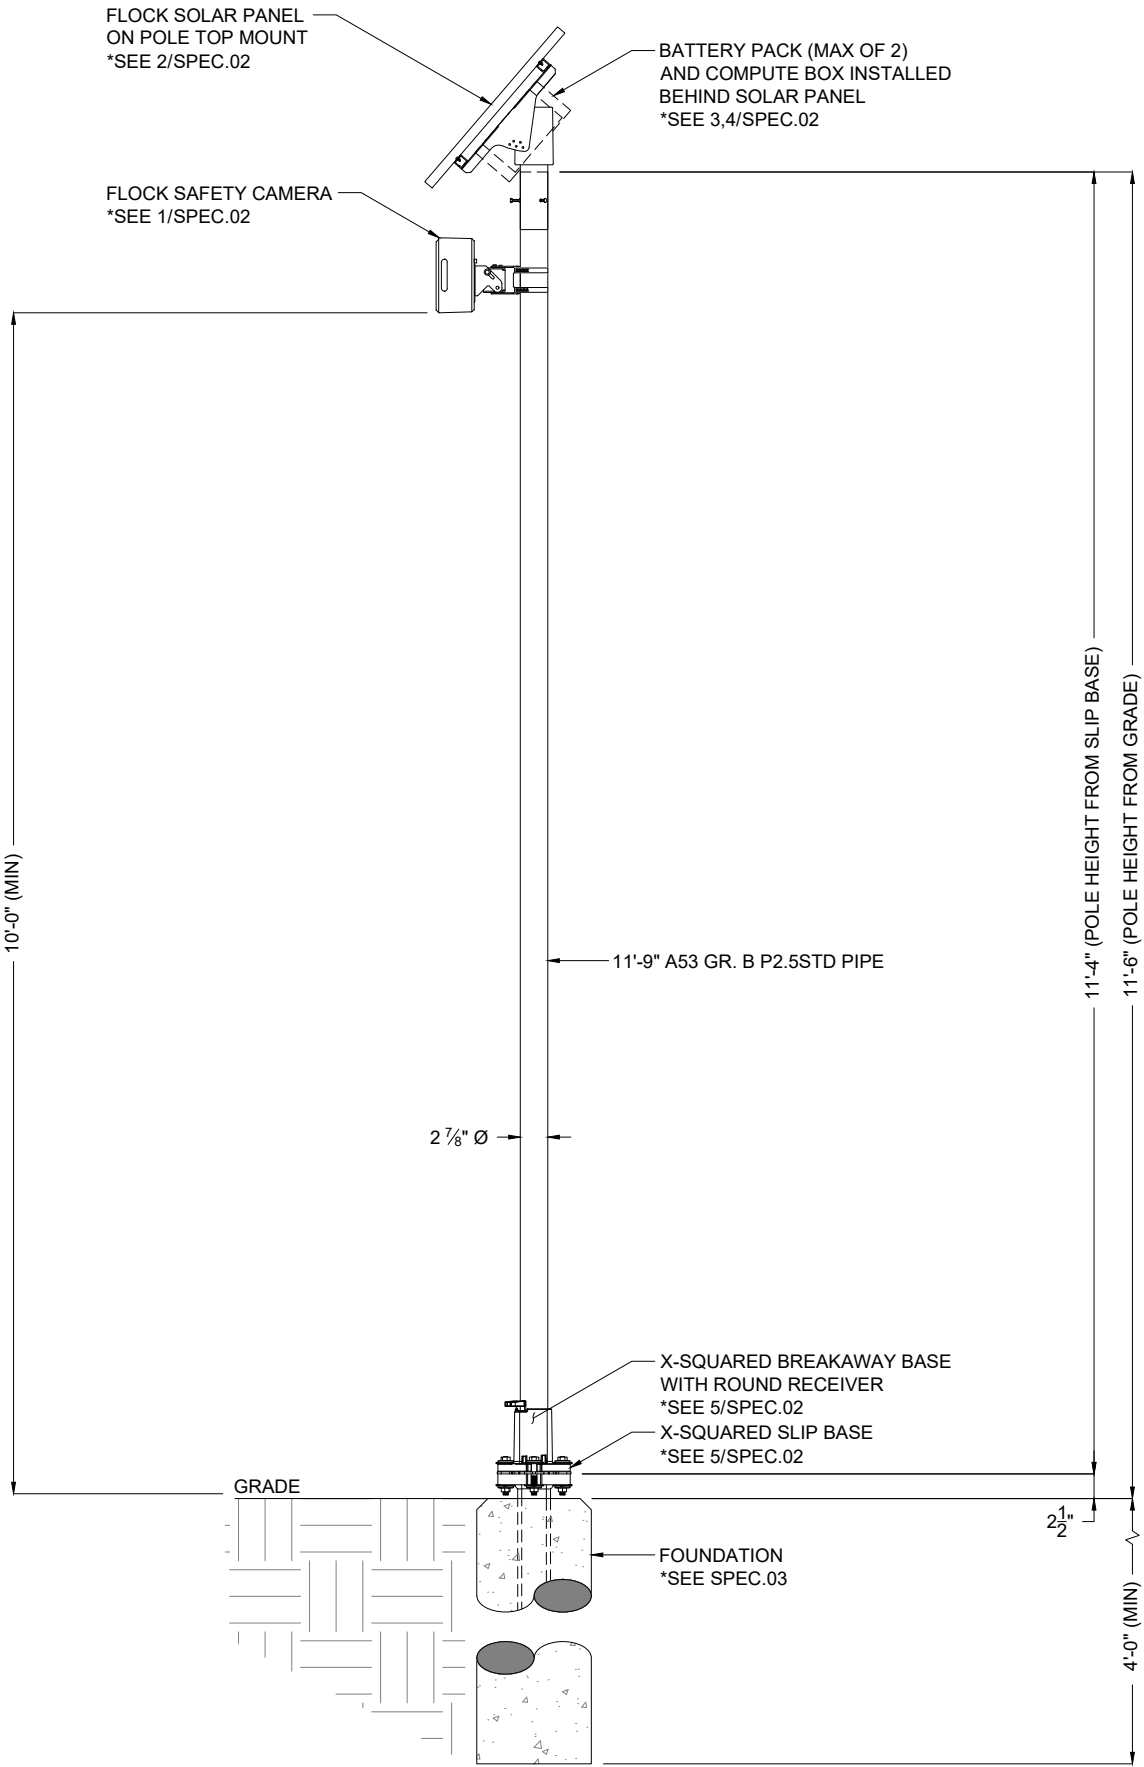 FLOCK SOLAR PANEL
ON POLE TOP MOUNT
*SEE 2/SPEC.02
BATTERY PACK (MAX OF 2)
AND COMPUTE BOX INSTALLED
BEHIND SOLAR PANEL
*SEE 3,4/SPEC.02
FLOCK SAFETY CAMERA
*SEE 1/SPEC.02
10'-0" (MIN)
11'-4" (POLE HEIGHT FROM SLIP BASE)
11'-6" (POLE HEIGHT FROM GRADE)
11'-9" A53 GR. B P2.5STD PIPE
2 ⅞" Ø
X-SQUARED BREAKAWAY BASE
WITH ROUND RECEIVER
*SEE 5/SPEC.02
X-SQUARED SLIP BASE
*SEE 5/SPEC.02
GRADE
2½"
FOUNDATION
*SEE SPEC.03
4'-0" (MIN)